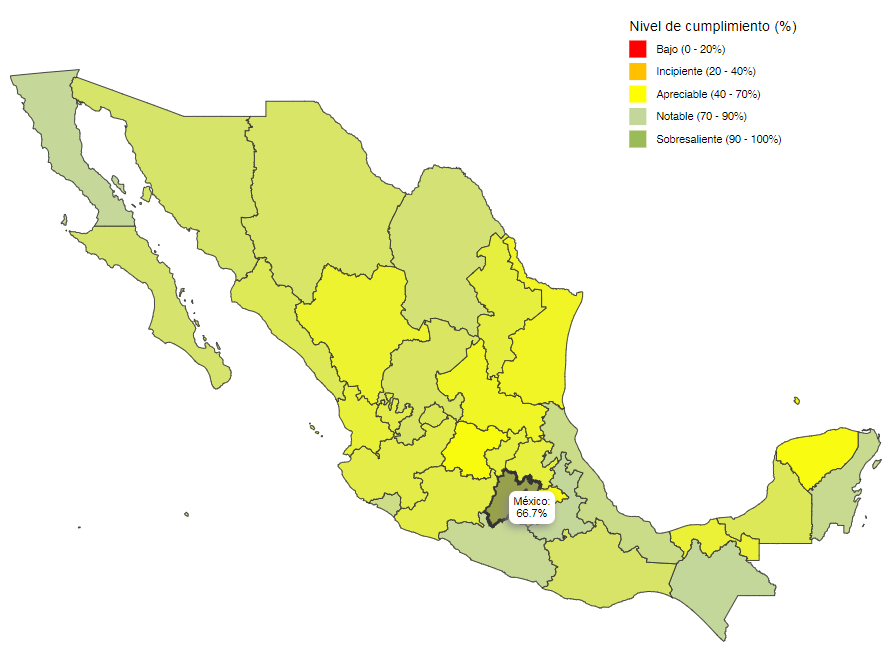 Nivel de cumplimiento (%)
Bajo (0 - 20%)
Incipiente (20 - 40%)
Apreciable (40 - 70%)
Notable (70 - 90%)
Sobresaliente (90 - 100%)
México:
66.7%